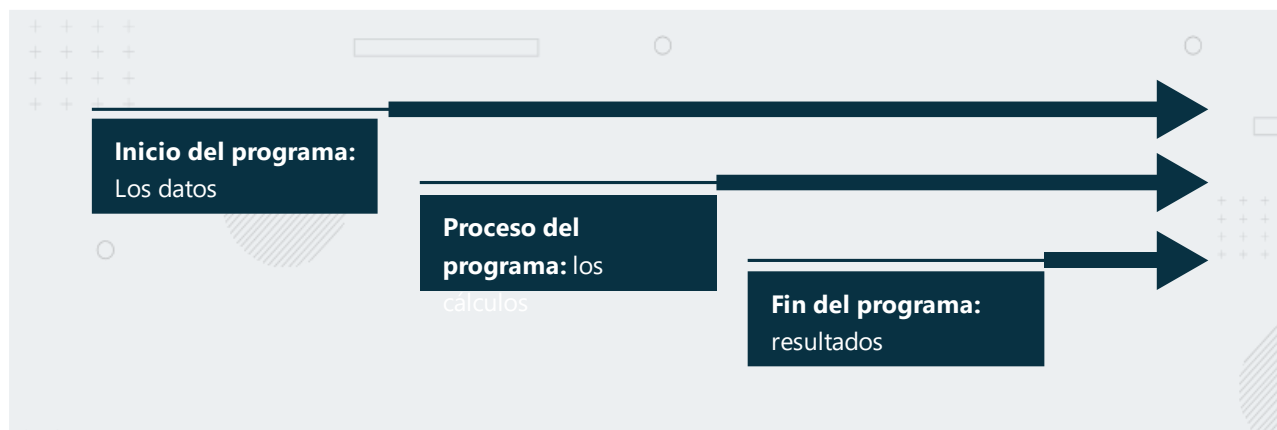 Inicio del programa:
Los datos
Proceso del
programa: los
cálculos
Fin del programa:
resultados